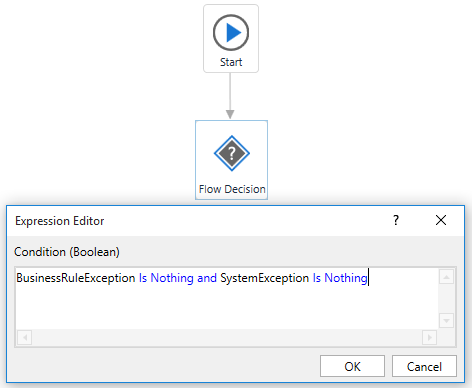 Start
?
Flow Decision
Expression Editor
?
Condition (Boolean)
BusinessRuleException Is Nothing and SystemException Is Nothing
OK
Cancel